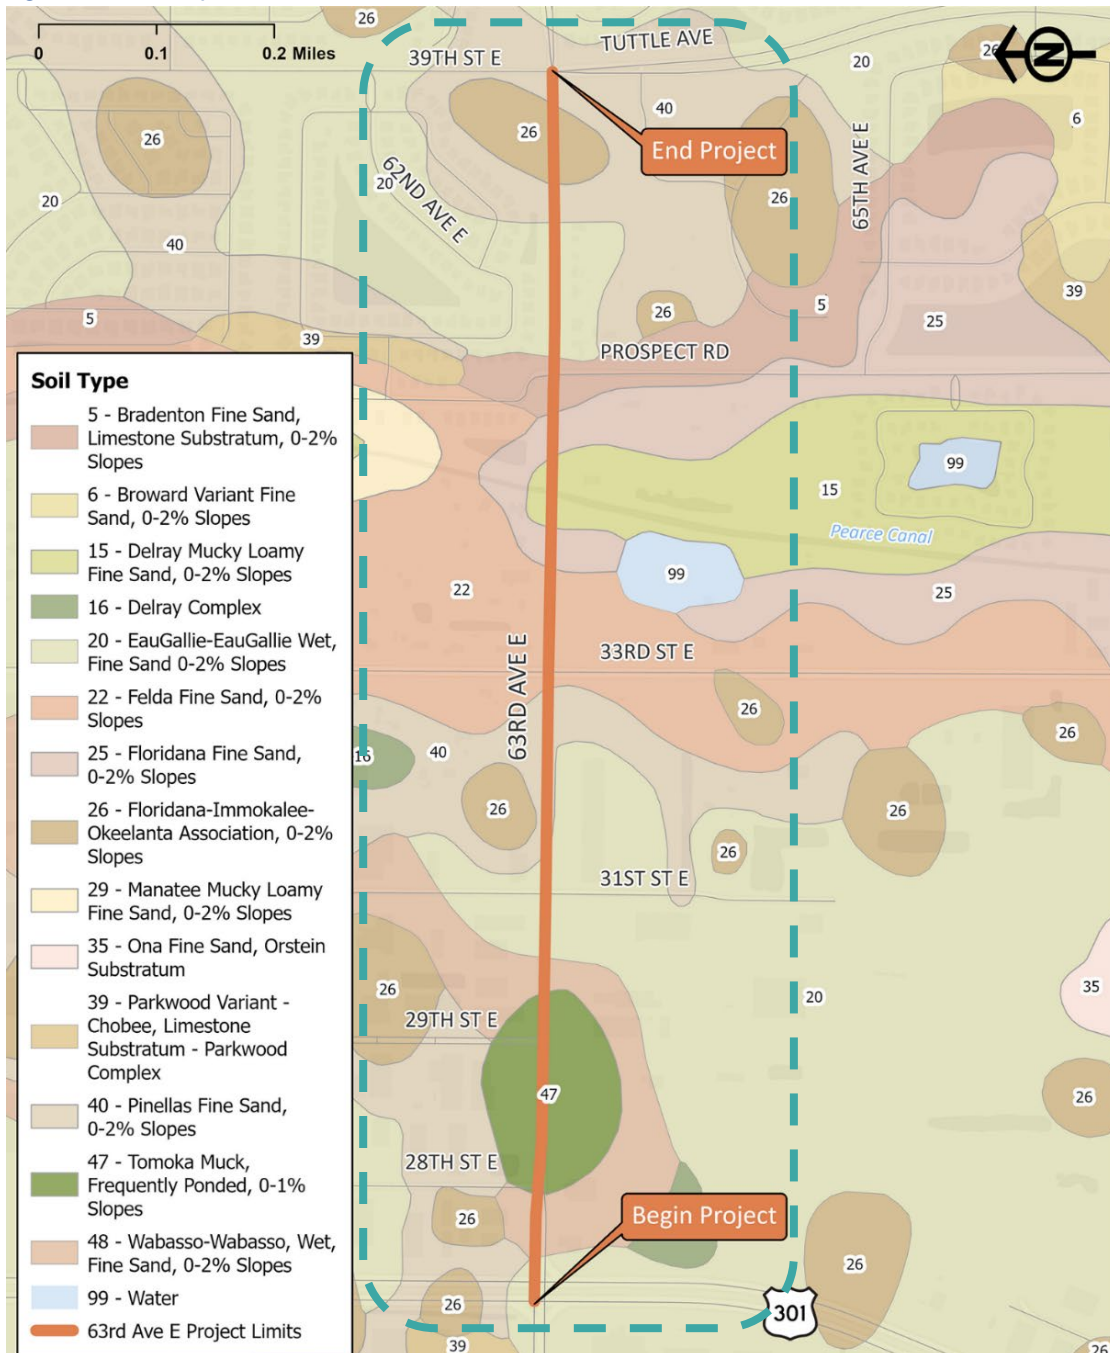 26
0
0.1
0.2 Miles
39TH ST E
TUTTLE AVE
20
26
N
40
6
End Project
26
26
20
62ND AVE E
20
26
65TH AVE E
40
26
5
39
5
25
39
PROSPECT RD
99
15
Pearce Canal
99
22
25
33RD ST E
63RD AVE E
26
26
16
40
26
26
26
31ST ST E
26
29TH ST E
20
35
47
26
28TH ST E
26
Begin Project
26
301
26
39
26
Soil Type
5 - Bradenton Fine Sand,
Limestone Substratum, 0-2%
Slopes
6 - Broward Variant Fine
Sand, 0-2% Slopes
15 - Delray Mucky Loamy
Fine Sand, 0-2% Slopes
16 - Delray Complex
20 - EauGallie-EauGallie Wet,
Fine Sand 0-2% Slopes
22 - Felda Fine Sand, 0-2%
Slopes
25 - Floridana Fine Sand,
0-2% Slopes
26 - Floridana-Immokalee-
Okeelanta Association, 0-2%
Slopes
29 - Manatee Mucky Loamy
Fine Sand, 0-2% Slopes
35 - Ona Fine Sand, Orstein
Substratum
39 - Parkwood Variant -
Chobee, Limestone
Substratum - Parkwood
Complex
40 - Pinellas Fine Sand,
0-2% Slopes
47 - Tomoka Muck,
Frequently Ponded, 0-1%
Slopes
48 - Wabasso-Wabasso, Wet,
Fine Sand, 0-2% Slopes
99 - Water
63rd Ave E Project Limits